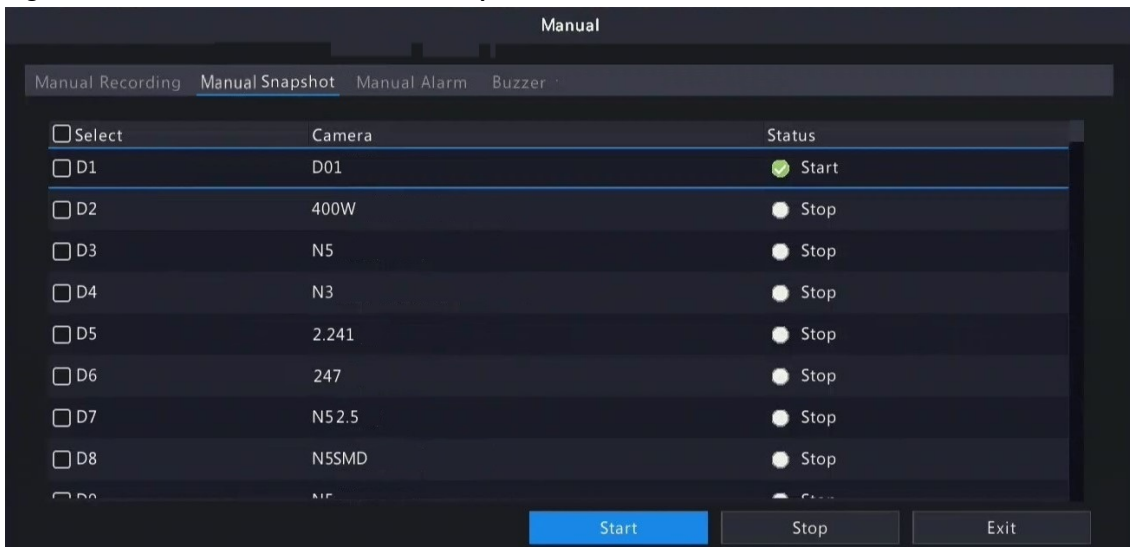 Manual
Manual Recording Manual Snapshot Manual Alarm Buzzer
Select Camera Status
D1 D01 Start
D2 400W Stop
D3 N5 Stop
D4 N3 Stop
D5 2.241 Stop
D6 247 Stop
D7 N52.5 Stop
D8 N5SMD Stop
Start Stop Exit